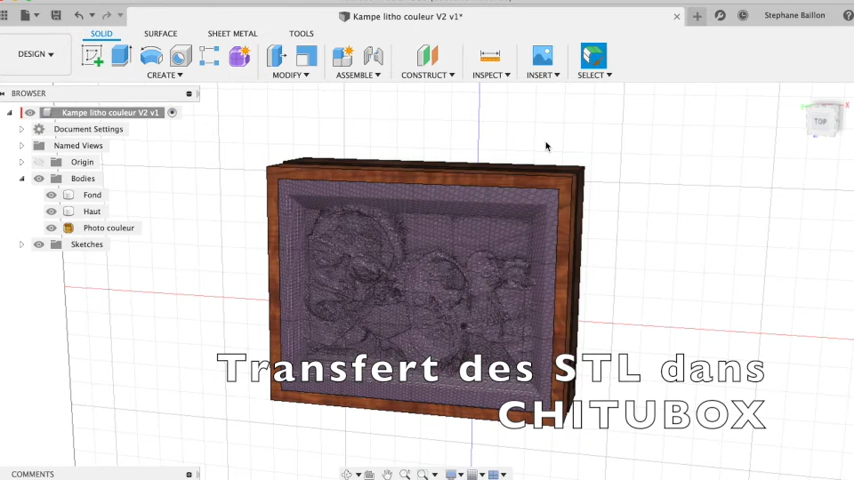 Kampe litho couleur V2 v1*
Stephane Baillon
SOLID SURFACE SHEET METAL TOOLS
DESIGN
CREATE MODIFY ASSEMBLE CONSTRUCT INSPECT INSERT SELECT
BROWSER
Kampe litho couleur V2 v1
Document Settings
Named Views
Origin
Bodies
Fond
Haut
Photo couleur
Sketches
TOP
X
Transfert des STL dans
CHITUBOX
COMMENTS